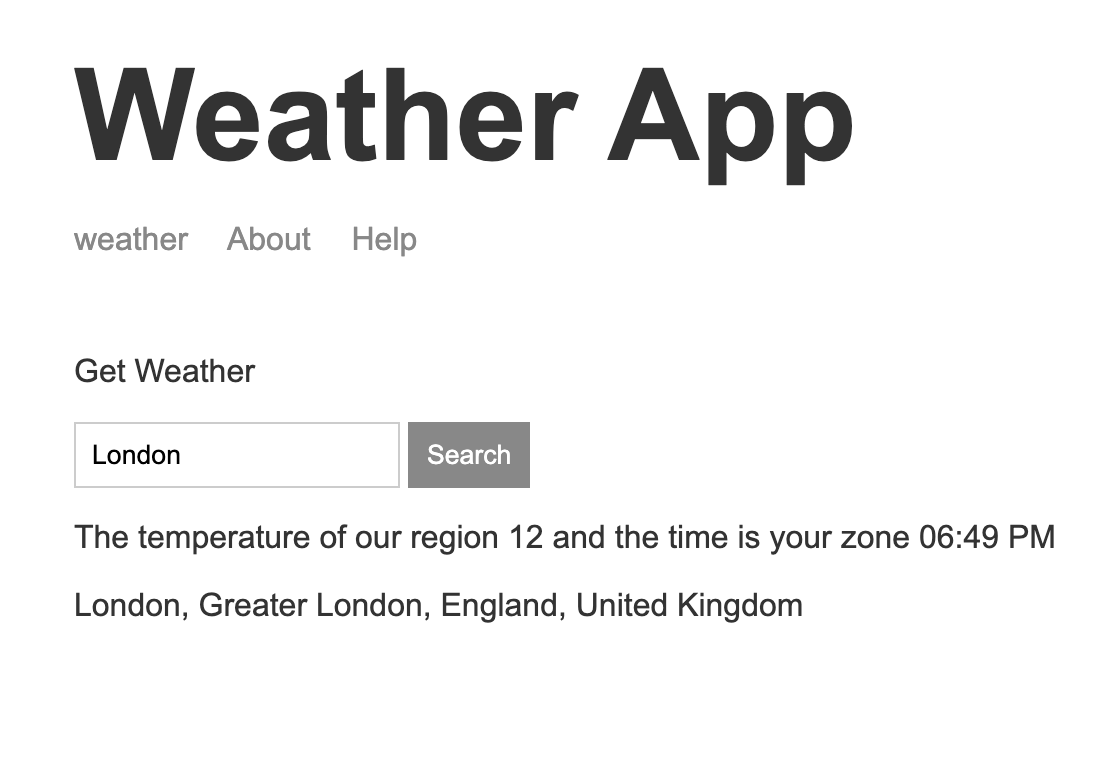 Weather App
weather About Help
Get Weather
London Search
The temperature of our region 12 and the time is your zone 06:49 PM
London, Greater London, England, United Kingdom